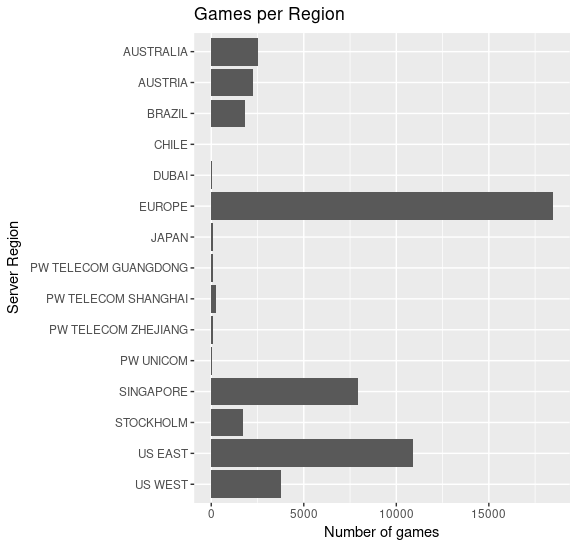 Games per Region
AUSTRALIA
AUSTRIA
BRAZIL
CHILE
DUBAI
EUROPE
JAPAN
PW TELECOM GUANGDONG
PW TELECOM SHANGHAI
PW TELECOM ZHEJIANG
PW UNICOM
SINGAPORE
STOCKHOLM
US EAST
US WEST
Server Region
0 5000 10000 15000
Number of games